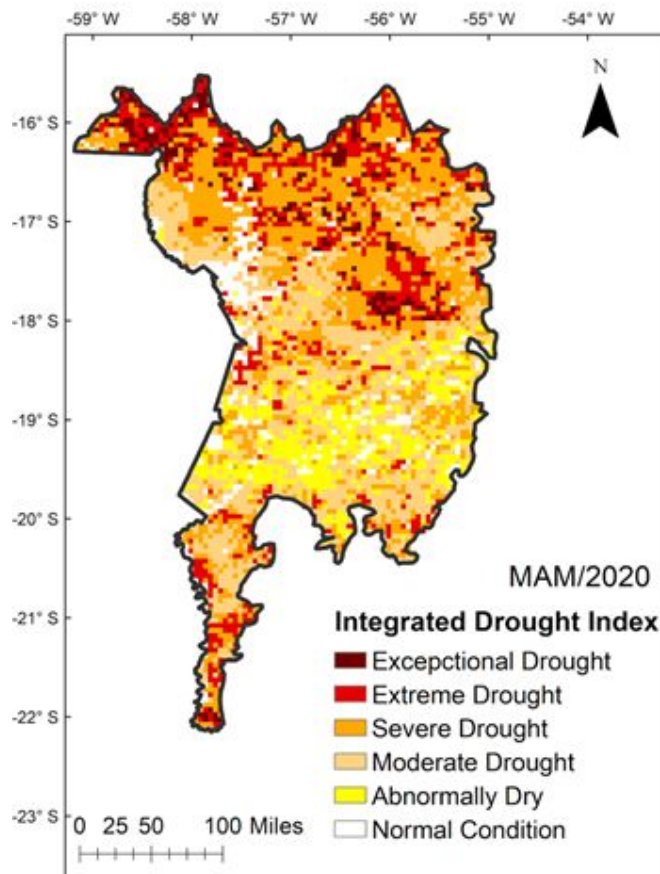 -59° W -58° W -57° W -56° W -55° W -54° W
N
-16° S
-17° S
-18° S
-19° S
-20° S
-21° S
-22° S
-23° S
MAM/2020
Integrated Drought Index
Excepctional Drought
Extreme Drought
Severe Drought
Moderate Drought
Abnormally Dry
Normal Condition
0 25 50 100 Miles